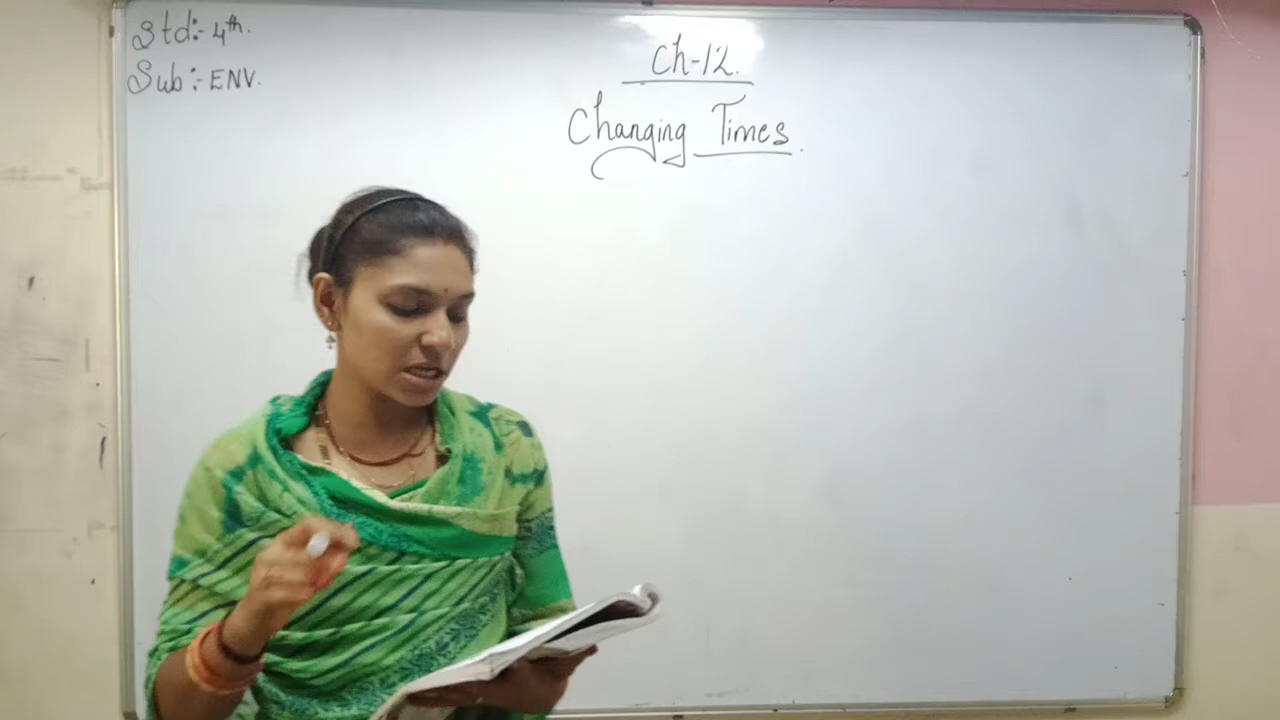 Std:- 4th.
Sub:- ENV.
Ch-12.
Changing Times.